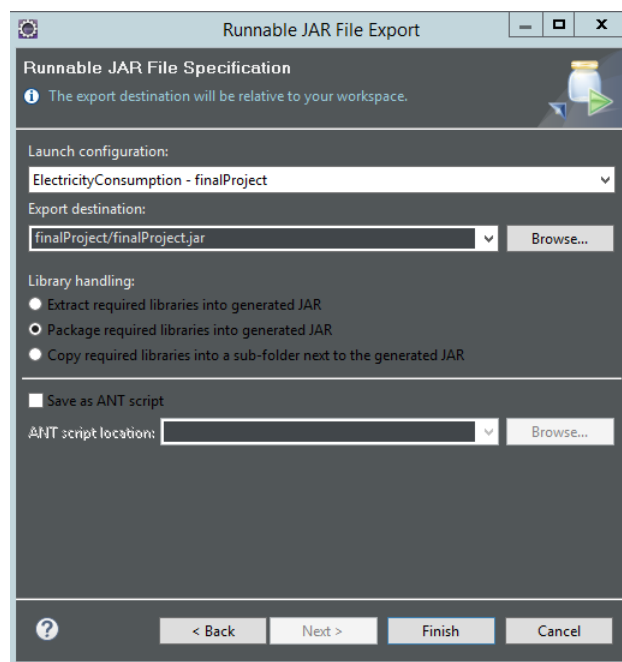 Runnable JAR File Export
Runnable JAR File Specification
The export destination will be relative to your workspace.
Launch configuration:
ElectricityConsumption - finalProject
Export destination:
finalProject/finalProject.jar
Browse...
Library handling:
Extract required libraries into generated JAR
Package required libraries into generated JAR
Copy required libraries into a sub-folder next to the generated JAR
Save as ANT script
ANT script location:
Browse...
< Back Next > Finish Cancel